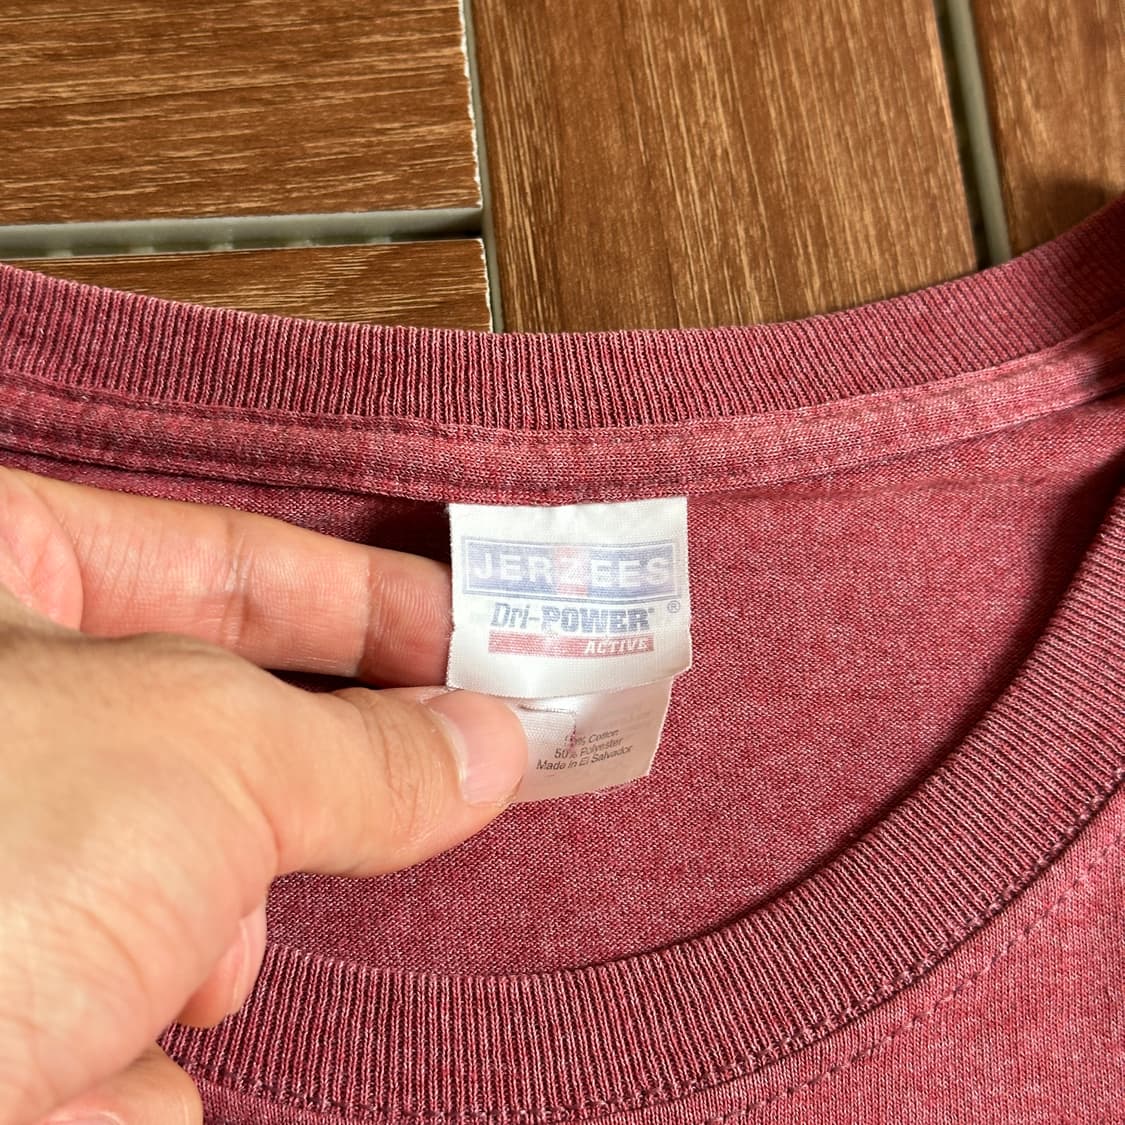 JERZEES
Dri-POWER®
ACTIVE
% Cotton
50% Polyester
Made in El Salvador